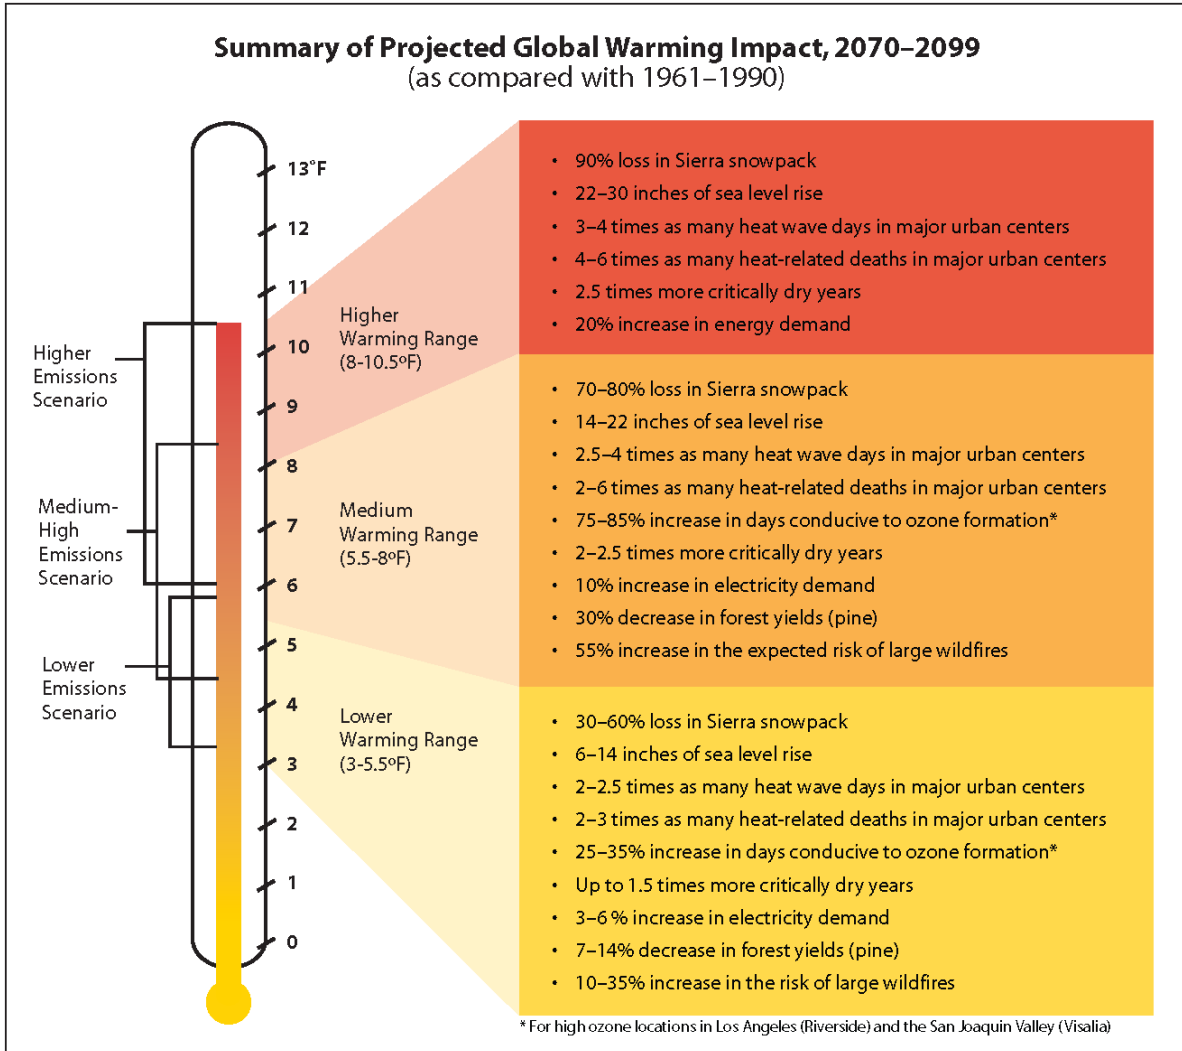 Summary of Projected Global Warming Impact, 2070–2099
(as compared with 1961–1990)
13°F
12
11
10
9
8
7
6
5
4
3
2
1
0
Higher
Emissions
Scenario
Medium-
High
Emissions
Scenario
Lower
Emissions
Scenario
Higher
Warming Range
(8-10.5ºF)
Medium
Warming Range
(5.5-8ºF)
Lower
Warming Range
(3-5.5ºF)
• 90% loss in Sierra snowpack
• 22–30 inches of sea level rise
• 3–4 times as many heat wave days in major urban centers
• 4–6 times as many heat-related deaths in major urban centers
• 2.5 times more critically dry years
• 20% increase in energy demand
• 70–80% loss in Sierra snowpack
• 14–22 inches of sea level rise
• 2.5–4 times as many heat wave days in major urban centers
• 2–6 times as many heat-related deaths in major urban centers
• 75–85% increase in days conducive to ozone formation*
• 2–2.5 times more critically dry years
• 10% increase in electricity demand
• 30% decrease in forest yields (pine)
• 55% increase in the expected risk of large wildfires
• 30–60% loss in Sierra snowpack
• 6–14 inches of sea level rise
• 2–2.5 times as many heat wave days in major urban centers
• 2–3 times as many heat-related deaths in major urban centers
• 25–35% increase in days conducive to ozone formation*
• Up to 1.5 times more critically dry years
• 3–6 % increase in electricity demand
• 7–14% decrease in forest yields (pine)
• 10–35% increase in the risk of large wildfires
* For high ozone locations in Los Angeles (Riverside) and the San Joaquin Valley (Visalia)